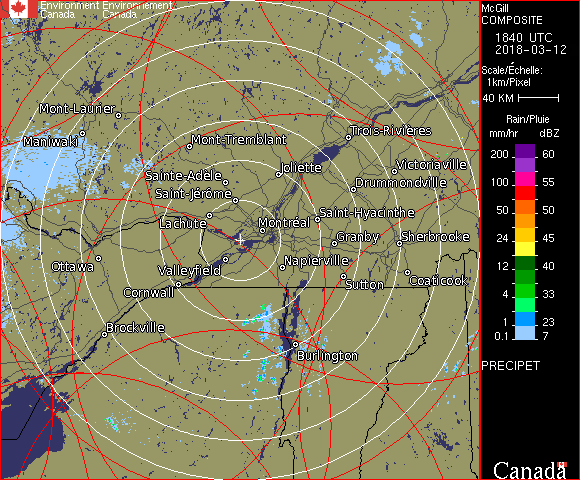 Environment Environnement
Canada Canada
McGill
COMPOSITE
1840 UTC
2018-03-12
Scale/Échelle:
1km/Pixel
40 KM
Rain/Pluie
mm/hr dBZ
200 60
100 55
50 50
24 45
12 40
4 33
1 23
0.1 7
PRECIPET
Canada
Mont-Laurier
Maniwaki
Mont-Tremblant
Trois-Rivières
Sainte-Adèle
Joliette
Victoriaville
Saint-Jérôme
Drummondville
Lachute
Montréal
Saint-Hyacinthe
Granby
Sherbrooke
Ottawa
Valleyfield
Napierville
Cornwall
Sutton
Coaticook
Brockville
Burlington